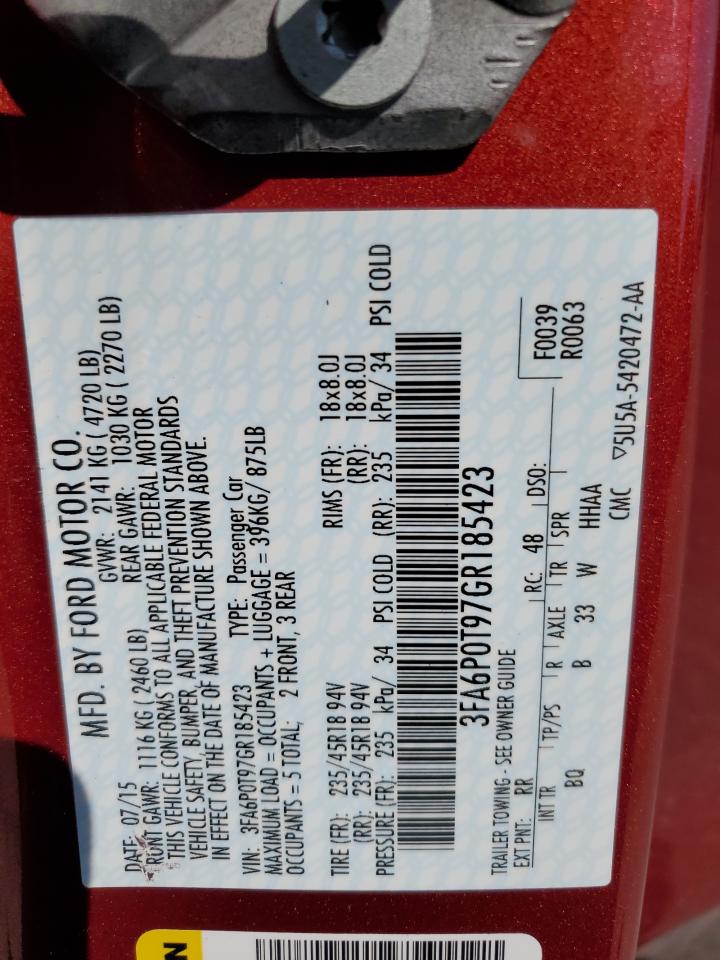 MFD. BY FORD MOTOR CO.
DATE: 07/15 GVWR: 2141 KG ( 4720 LB)
FRONT GAWR: 1116 KG ( 2460 LB) REAR GAWR: 1030 KG ( 2270 LB)
THIS VEHICLE CONFORMS TO ALL APPLICABLE FEDERAL MOTOR
VEHICLE SAFETY, BUMPER, AND THEFT PREVENTION STANDARDS
IN EFFECT ON THE DATE OF MANUFACTURE SHOWN ABOVE.
VIN: 3FA6P0T97GR185423 TYPE: Passenger Car
MAXIMUM LOAD = OCCUPANTS + LUGGAGE = 396KG/ 875LB
OCCUPANTS = 5 TOTAL; 2 FRONT, 3 REAR
TIRE (FR): 235/45R18 94V RIMS (FR): 18x8.0J
(RR): 235/45R18 94V (RR): 18x8.0J
PRESSURE (FR): 235 kPa/ 34 PSI COLD (RR): 235 kPa/ 34 PSI COLD
3FA6P0T97GR185423
TRAILER TOWING - SEE OWNER GUIDE
F0039
R0063
EXT PNT: RR RC: 48 DSO:
INT TR TP/PS R AXLE TR SPR
BQ B 33 W HHAA
CMC ▽5U5A-5420472-AA